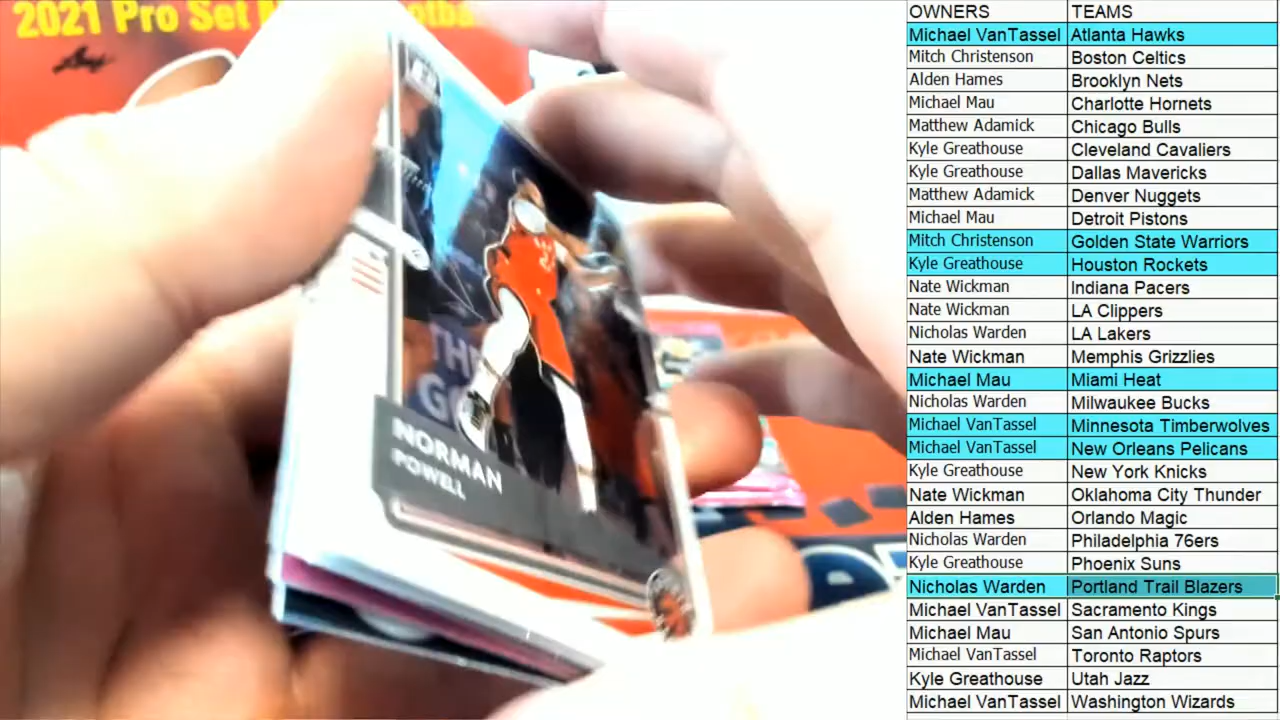 2021 Pro Set
NORMAN
POWELL
OWNERS TEAMS
Michael VanTassel Atlanta Hawks
Mitch Christenson Boston Celtics
Alden Hames Brooklyn Nets
Michael Mau Charlotte Hornets
Matthew Adamick Chicago Bulls
Kyle Greathouse Cleveland Cavaliers
Kyle Greathouse Dallas Mavericks
Matthew Adamick Denver Nuggets
Michael Mau Detroit Pistons
Mitch Christenson Golden State Warriors
Kyle Greathouse Houston Rockets
Nate Wickman Indiana Pacers
Nate Wickman LA Clippers
Nicholas Warden LA Lakers
Nate Wickman Memphis Grizzlies
Michael Mau Miami Heat
Nicholas Warden Milwaukee Bucks
Michael VanTassel Minnesota Timberwolves
Michael VanTassel New Orleans Pelicans
Kyle Greathouse New York Knicks
Nate Wickman Oklahoma City Thunder
Alden Hames Orlando Magic
Nicholas Warden Philadelphia 76ers
Kyle Greathouse Phoenix Suns
Nicholas Warden Portland Trail Blazers
Michael VanTassel Sacramento Kings
Michael Mau San Antonio Spurs
Michael VanTassel Toronto Raptors
Kyle Greathouse Utah Jazz
Michael VanTassel Washington Wizards